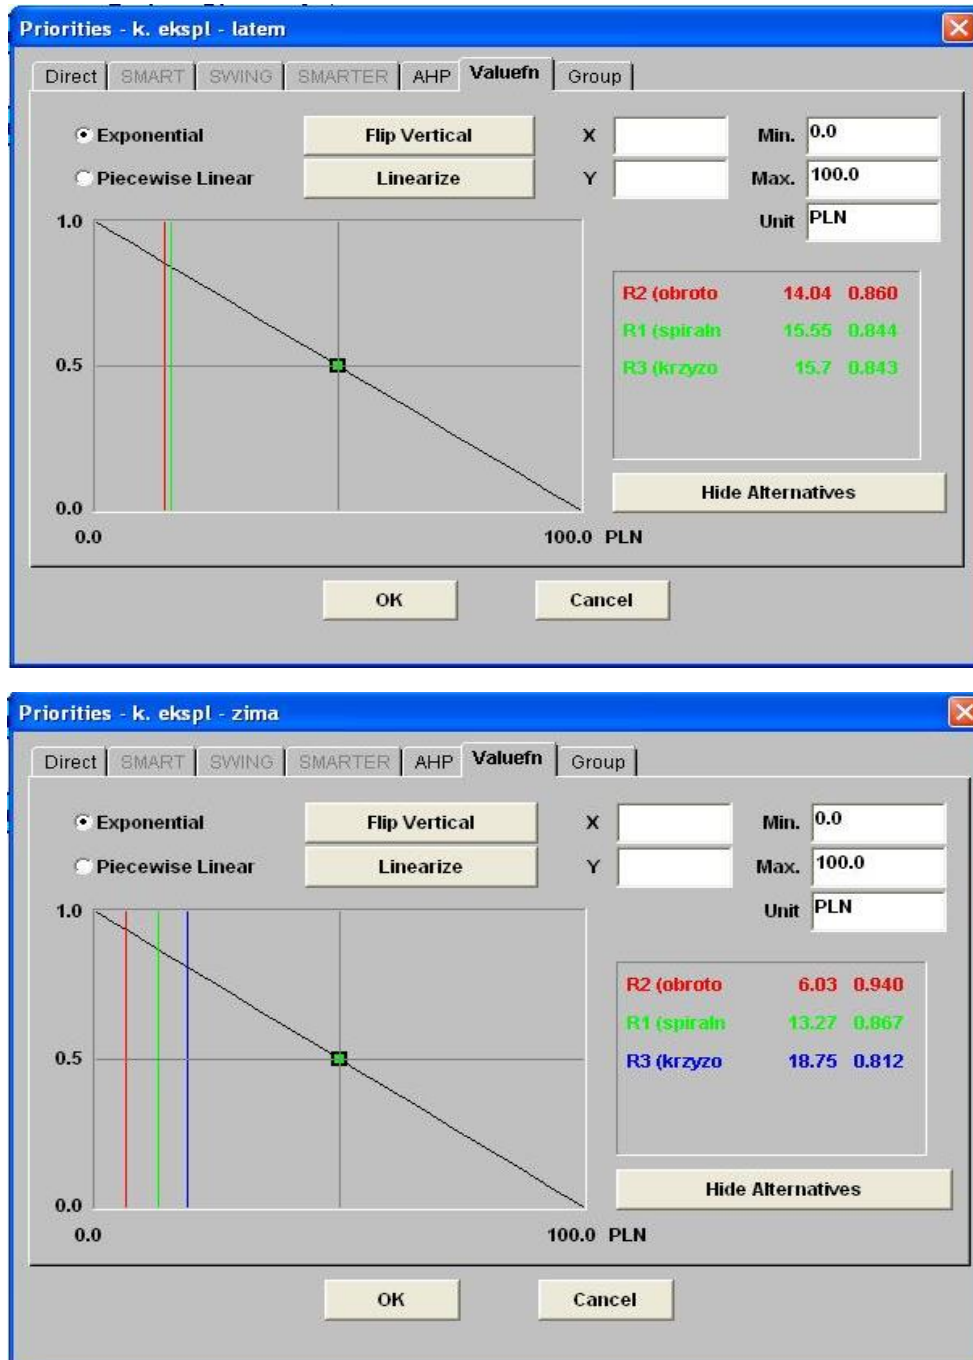 Priorities - k. ekspl - latem
Direct SMART SWING SMARTER AHP Valuefn Group
Exponential Flip Vertical X Min. 0.0
Piecewise Linear Linearize Y Max. 100.0
1.0 Unit PLN
R2 (obroto 14.04 0.860
R1 (spiraln 15.55 0.844
0.5 R3 (krzyzo 15.7 0.843
Hide Alternatives
0.0
0.0 100.0 PLN
OK Cancel
Priorities - k. ekspl - zima
Direct SMART SWING SMARTER AHP Valuefn Group
Exponential Flip Vertical X Min. 0.0
Piecewise Linear Linearize Y Max. 100.0
1.0 Unit PLN
R2 (obroto 6.03 0.940
R1 (spiraln 13.27 0.867
0.5 R3 (krzyzo 18.75 0.812
Hide Alternatives
0.0
0.0 100.0 PLN
OK Cancel